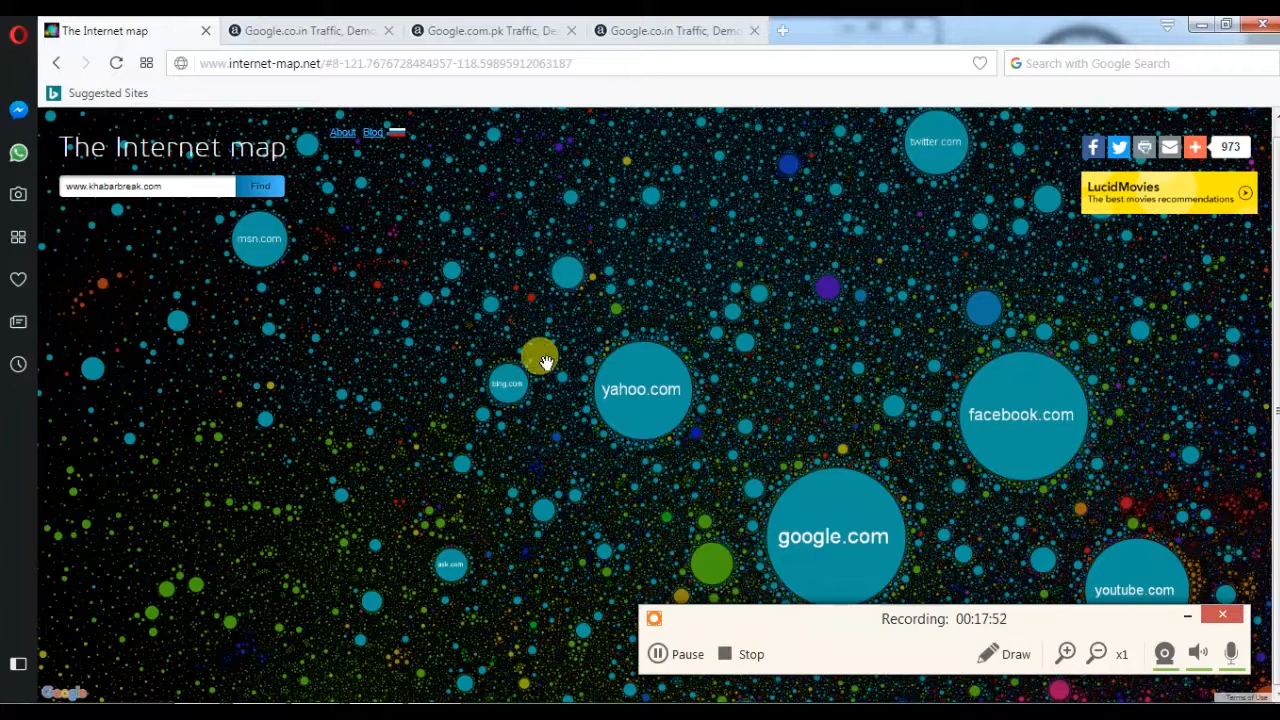 The Internet map
Google.co.in Traffic, Demo
Google.com.pk Traffic, De
Google.co.in Traffic, Demo
www.internet-map.net/#8-121.7676728484957-118.59895912063187
Search with Google Search
Suggested Sites
The Internet map
About Blog
www.khabarbreak.com Find
973
LucidMovies
The best movies recommendations
twitter.com
msn.com
bing.com
yahoo.com
facebook.com
google.com
ask.com
youtube.com
Recording: 00:17:52
Pause Stop Draw x1
Google
Terms of Use